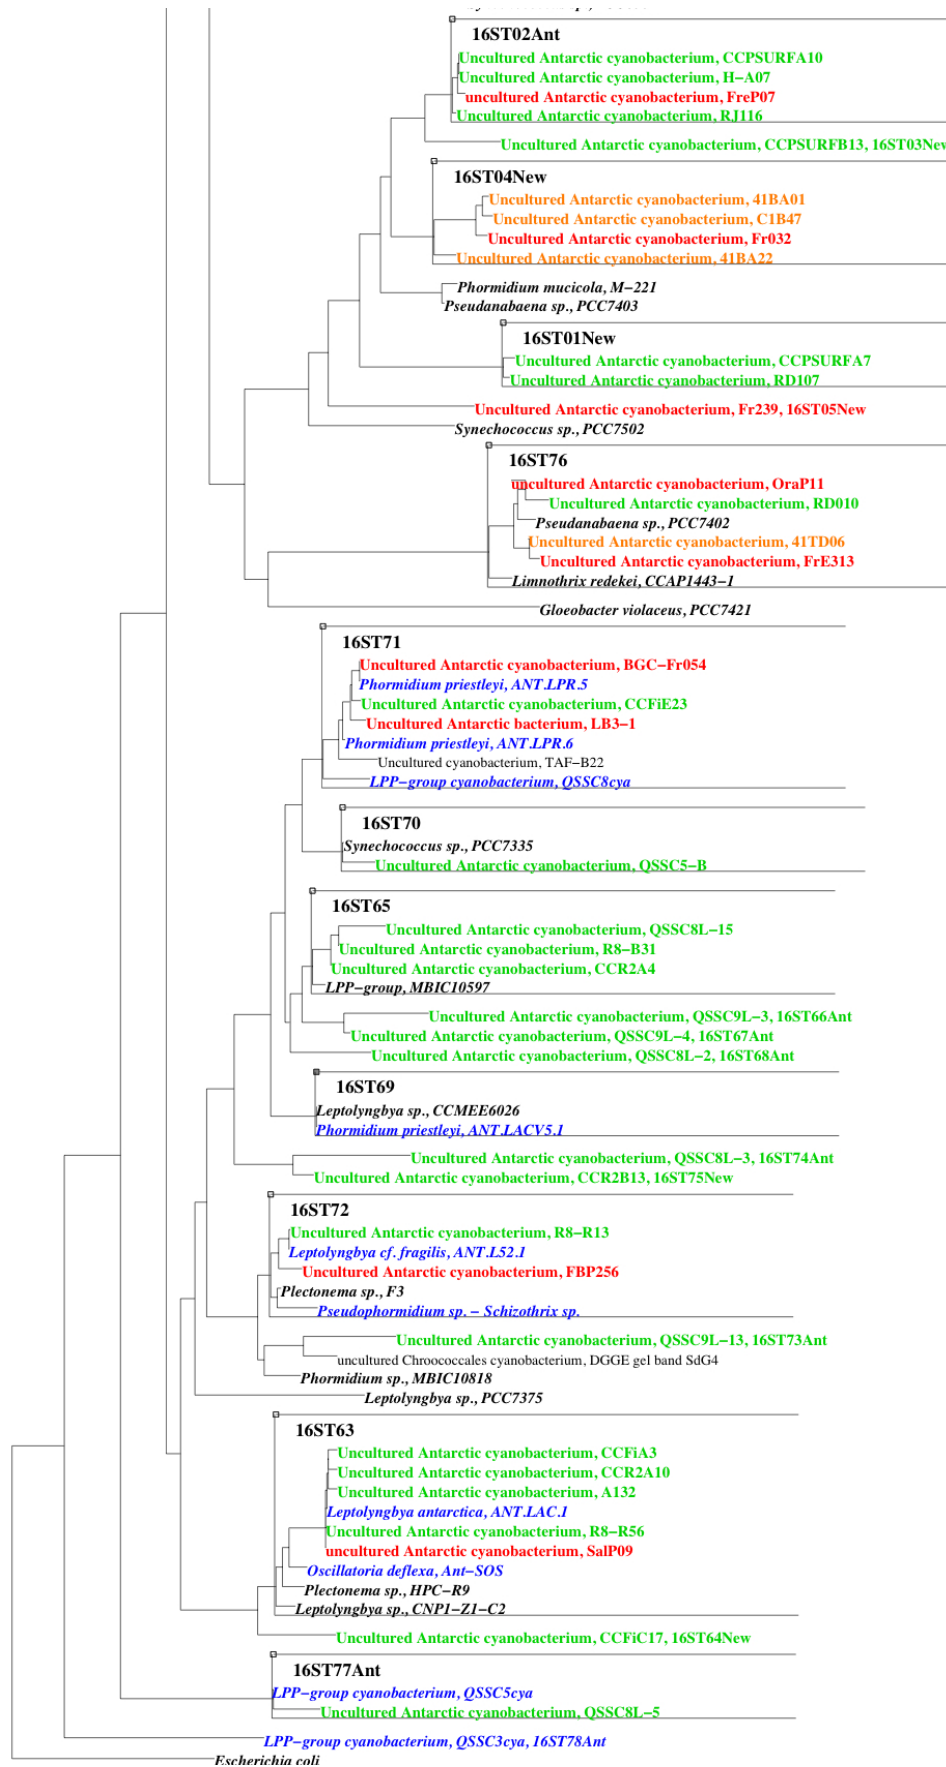 16ST02Ant
Uncultured Antarctic cyanobacterium, CCPSURFA10
Uncultured Antarctic cyanobacterium, H−A07
uncultured Antarctic cyanobacterium, FreP07
Uncultured Antarctic cyanobacterium, RJ116
Uncultured Antarctic cyanobacterium, CCPSURFB13, 16ST03New
16ST04New
Uncultured Antarctic cyanobacterium, 41BA01
Uncultured Antarctic cyanobacterium, C1B47
Uncultured Antarctic cyanobacterium, Fr032
Uncultured Antarctic cyanobacterium, 41BA22
Phormidium mucicola, M−221
Pseudanabaena sp., PCC7403
16ST01New
Uncultured Antarctic cyanobacterium, CCPSURFA7
Uncultured Antarctic cyanobacterium, RD107
Uncultured Antarctic cyanobacterium, Fr239, 16ST05New
Synechococcus sp., PCC7502
16ST76
uncultured Antarctic cyanobacterium, OraP11
Uncultured Antarctic cyanobacterium, RD010
Pseudanabaena sp., PCC7402
Uncultured Antarctic cyanobacterium, 41TD06
Uncultured Antarctic cyanobacterium, FrE313
Limnothrix redekei, CCAP1443−1
Gloeobacter violaceus, PCC7421
16ST71
Uncultured Antarctic cyanobacterium, BGC−Fr054
Phormidium priestleyi, ANT.LPR.5
Uncultured Antarctic cyanobacterium, CCFiE23
Uncultured Antarctic bacterium, LB3−1
Phormidium priestleyi, ANT.LPR.6
Uncultured cyanobacterium, TAF−B22
LPP−group cyanobacterium, QSSC8cya
16ST70
Synechococcus sp., PCC7335
Uncultured Antarctic cyanobacterium, QSSC5−B
16ST65
Uncultured Antarctic cyanobacterium, QSSC8L−15
Uncultured Antarctic cyanobacterium, R8−B31
Uncultured Antarctic cyanobacterium, CCR2A4
LPP−group, MBIC10597
Uncultured Antarctic cyanobacterium, QSSC9L−3, 16ST66Ant
Uncultured Antarctic cyanobacterium, QSSC9L−4, 16ST67Ant
Uncultured Antarctic cyanobacterium, QSSC8L−2, 16ST68Ant
16ST69
Leptolyngbya sp., CCMEE6026
Phormidium priestleyi, ANT.LACV5.1
Uncultured Antarctic cyanobacterium, QSSC8L−3, 16ST74Ant
Uncultured Antarctic cyanobacterium, CCR2B13, 16ST75New
16ST72
Uncultured Antarctic cyanobacterium, R8−R13
Leptolyngbya cf. fragilis, ANT.L52.1
Uncultured Antarctic cyanobacterium, FBP256
Plectonema sp., F3
Pseudophormidium sp. − Schizothrix sp.
Uncultured Antarctic cyanobacterium, QSSC9L−13, 16ST73Ant
uncultured Chroococcales cyanobacterium, DGGE gel band SdG4
Phormidium sp., MBIC10818
Leptolyngbya sp., PCC7375
16ST63
Uncultured Antarctic cyanobacterium, CCFiA3
Uncultured Antarctic cyanobacterium, CCR2A10
Uncultured Antarctic cyanobacterium, A132
Leptolyngbya antarctica, ANT.LAC.1
Uncultured Antarctic cyanobacterium, R8−R56
uncultured Antarctic cyanobacterium, SalP09
Oscillatoria deflexa, Ant−SOS
Plectonema sp., HPC−R9
Leptolyngbya sp., CNP1−Z1−C2
Uncultured Antarctic cyanobacterium, CCFiC17, 16ST64New
16ST77Ant
LPP−group cyanobacterium, QSSC5cya
Uncultured Antarctic cyanobacterium, QSSC8L−5
LPP−group cyanobacterium, QSSC3cya, 16ST78Ant
Escherichia coli